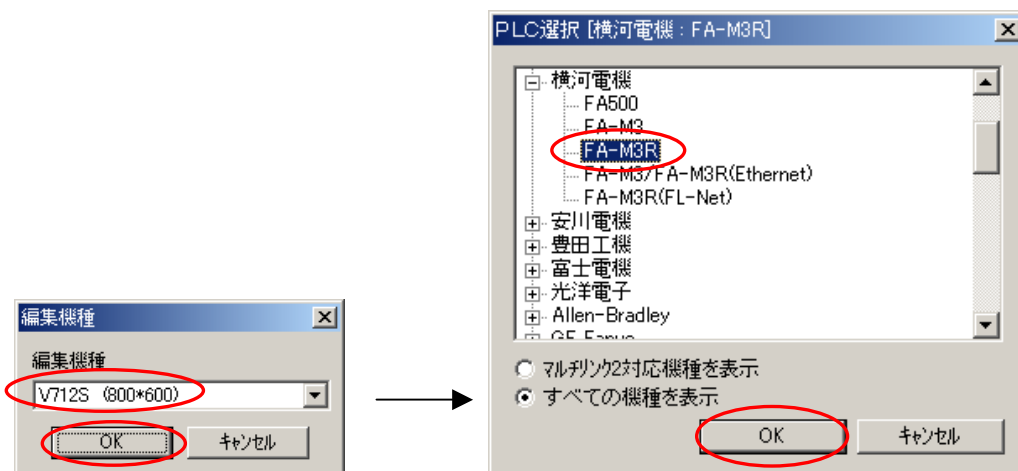 編集機種
編集機種
V712S (800*600)
OK
キャンセル
PLC選択 [横河電機 : FA-M3R]
横河電機
FA500
FA-M3
FA-M3R
FA-M3/FA-M3R(Ethernet)
FA-M3R(FL-Net)
安川電機
豊田工機
富士電機
光洋電子
Allen-Bradley
GE Fanuc
マルチリンク2対応機種を表示
すべての機種を表示
OK
キャンセル